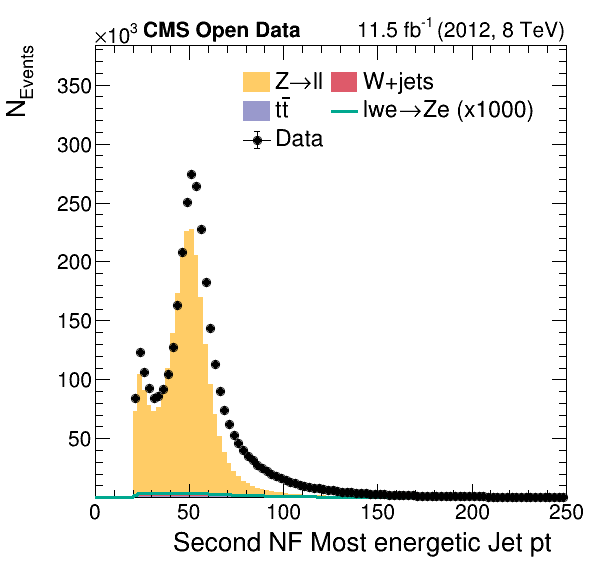 ×10³ CMS Open Data 11.5 fb⁻¹ (2012, 8 TeV)
N_Events
350
300
250
200
150
100
50
Z→ll W+jets
tt̄ lwe→Ze (x1000)
Data
0 50 100 150 200 250
Second NF Most energetic Jet pt